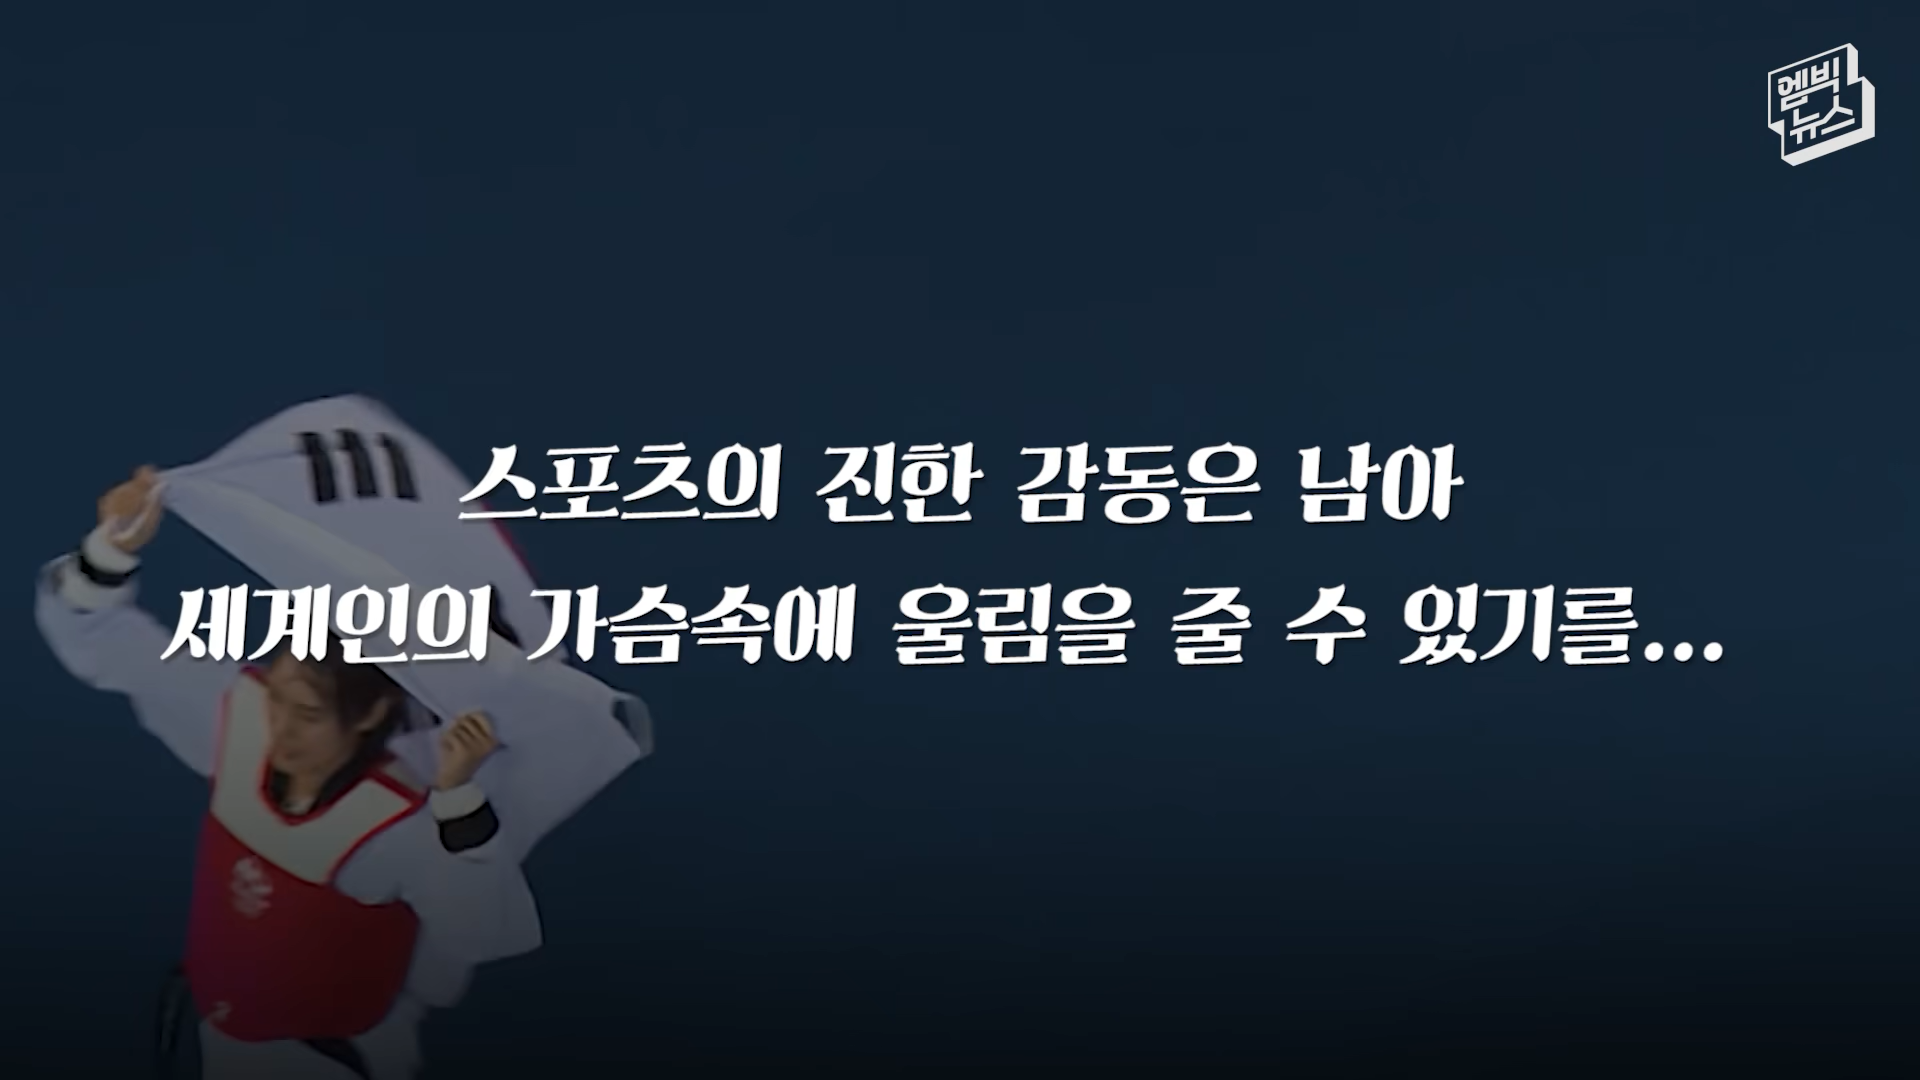 엠빅
뉴스
스포츠의 진한 감동은 남아
세계인의 가슴속에 울림을 줄 수 있기를...